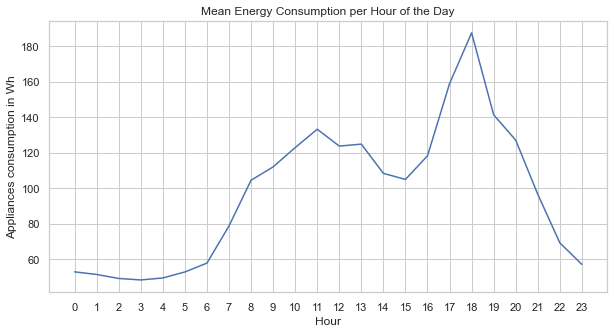 Mean Energy Consumption per Hour of the Day
Appliances consumption in Wh
180
160
140
120
100
80
60
0 1 2 3 4 5 6 7 8 9 10 11 12 13 14 15 16 17 18 19 20 21 22 23
Hour